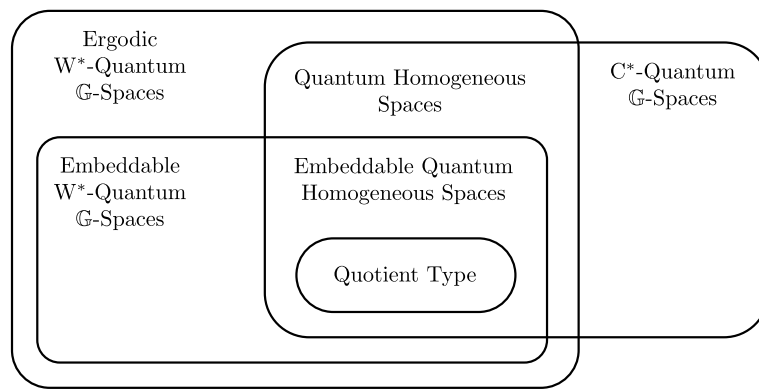 Ergodic
W*-Quantum
𝔾-Spaces
Quantum Homogeneous
Spaces
C*-Quantum
𝔾-Spaces
Embeddable
W*-Quantum
𝔾-Spaces
Embeddable Quantum
Homogeneous Spaces
Quotient Type